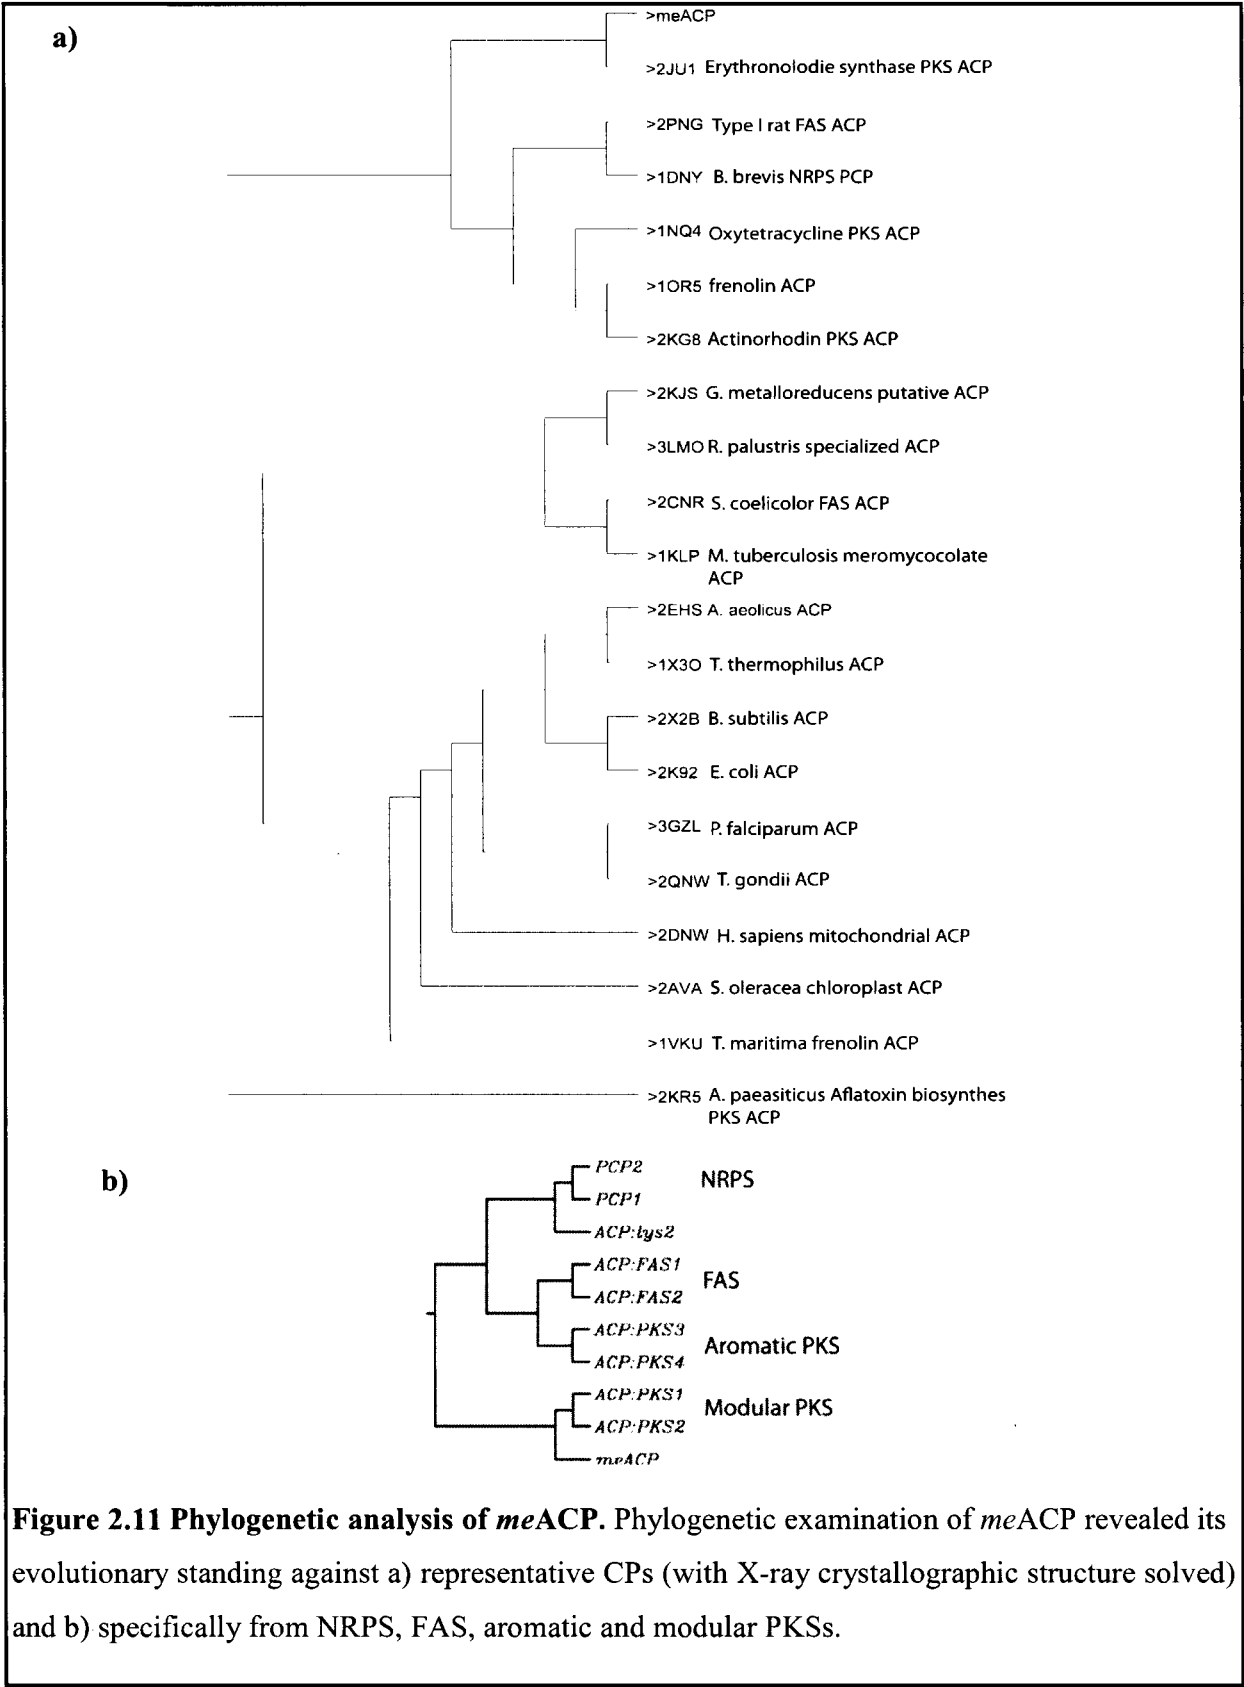 a)
>meACP
>2JU1 Erythronolodie synthase PKS ACP
>2PNG Type I rat FAS ACP
>1DNY B. brevis NRPS PCP
>1NQ4 Oxytetracycline PKS ACP
>1OR5 frenolin ACP
>2KG8 Actinorhodin PKS ACP
>2KJS G. metalloreducens putative ACP
>3LMO R. palustris specialized ACP
>2CNR S. coelicolor FAS ACP
>1KLP M. tuberculosis meromycocolate
ACP
>2EHS A. aeolicus ACP
>1X3O T. thermophilus ACP
>2X2B B. subtilis ACP
>2K92 E. coli ACP
>3GZL P. falciparum ACP
>2QNW T. gondii ACP
>2DNW H. sapiens mitochondrial ACP
>2AVA S. oleracea chloroplast ACP
>1VKU T. maritima frenolin ACP
>2KR5 A. paeasiticus Aflatoxin biosynthes
PKS ACP
b)
PCP2
NRPS
PCP1
ACP:lys2
ACP:FAS1
FAS
ACP:FAS2
ACP:PKS3
Aromatic PKS
ACP:PKS4
ACP:PKS1
Modular PKS
ACP:PKS2
meACP
Figure 2.11 Phylogenetic analysis of meACP. Phylogenetic examination of meACP revealed its
evolutionary standing against a) representative CPs (with X-ray crystallographic structure solved)
and b) specifically from NRPS, FAS, aromatic and modular PKSs.